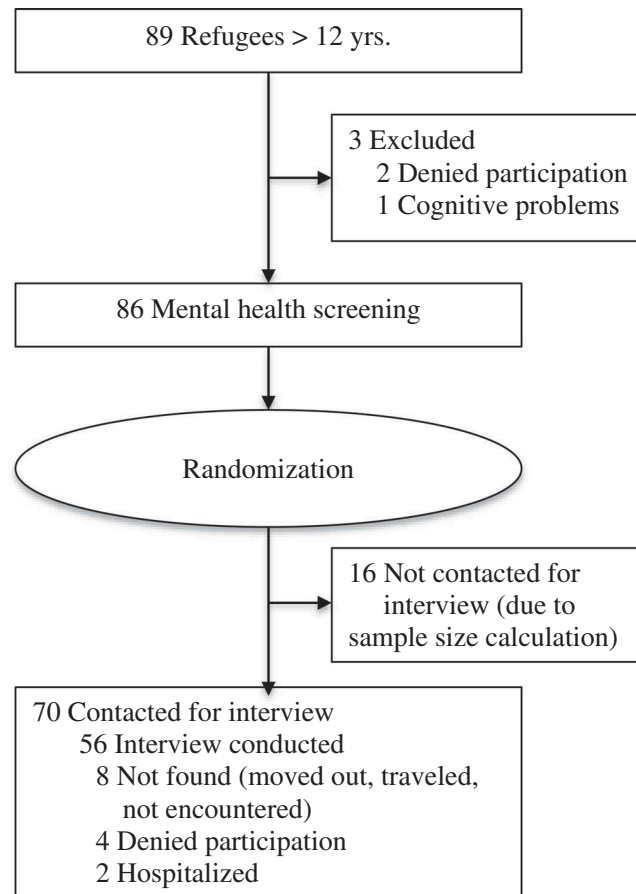 89 Refugees > 12 yrs.
3 Excluded
2 Denied participation
1 Cognitive problems
86 Mental health screening
Randomization
16 Not contacted for
interview (due to
sample size calculation)
70 Contacted for interview
56 Interview conducted
8 Not found (moved out, traveled,
not encountered)
4 Denied participation
2 Hospitalized